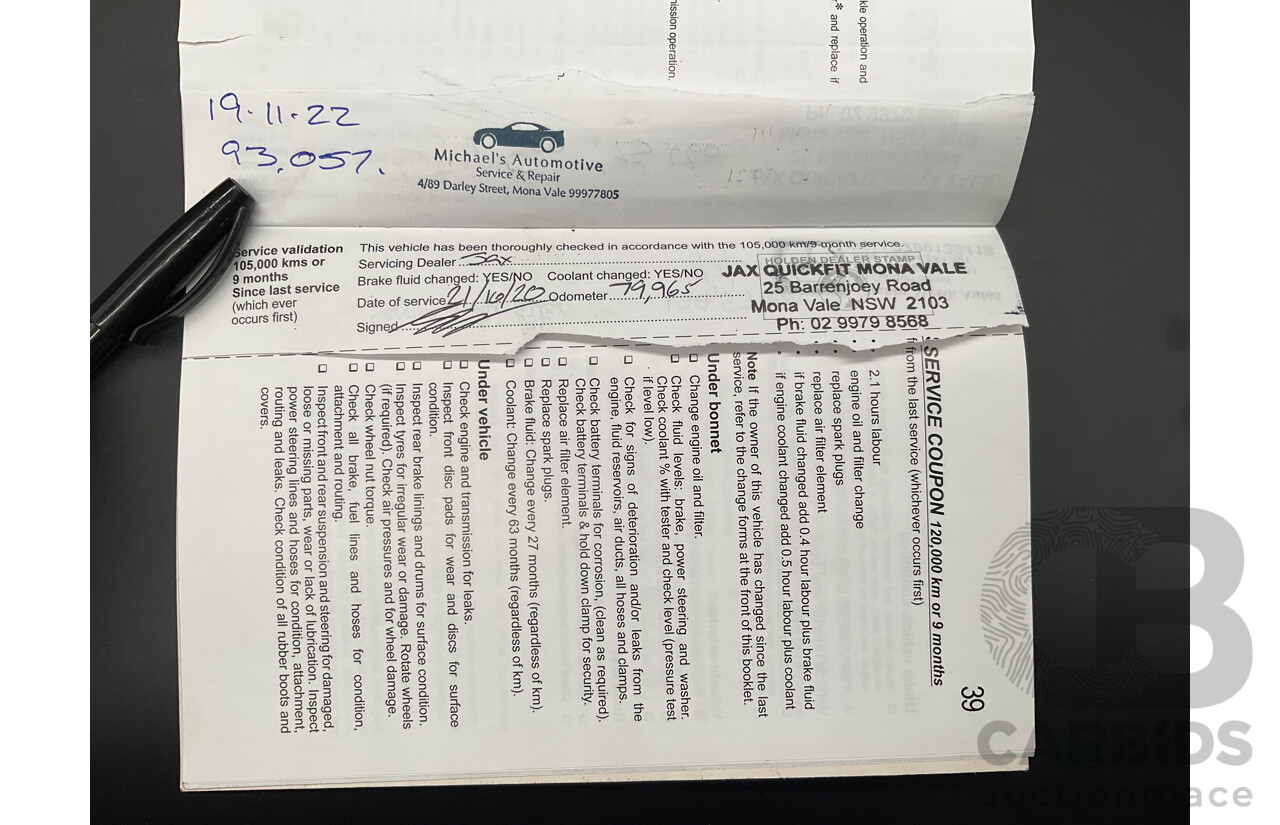 kle operation and
r* and replace if
ission operation.
19·11·22
93,057.
Michael's Automotive
Service & Repair
4/89 Darley Street, Mona Vale 99977805
Service validation
105,000 kms or
9 months
Since last service
(which ever
occurs first)
This vehicle has been thoroughly checked in accordance with the 105,000 km/9-month service.
Servicing Dealer Jax
Brake fluid changed: YES/NO Coolant changed: YES/NO
Date of service 21/10/20 Odometer 79,965
Signed
HOLDEN DEALER STAMP
JAX QUICKFIT MONA VALE
25 Barrenjoey Road
Mona Vale NSW 2103
Ph: 02 9979 8568
39
SERVICE COUPON 120,000 km or 9 months
from the last service (whichever occurs first)
• 2.1 hours labour
• engine oil and filter change
• replace spark plugs
• replace air filter element
• if brake fluid changed add 0.4 hour labour plus brake fluid
• if engine coolant changed add 0.5 hour labour plus coolant
Note If the owner of this vehicle has changed since the last
service, refer to the change forms at the front of this booklet.
Under bonnet
❑ Change engine oil and filter.
❑ Check fluid levels: brake, power steering and washer.
Check coolant % with tester and check level (pressure test
if level low).
❑ Check for signs of deterioration and/or leaks from the
engine, fluid reservoirs, air ducts, all hoses and clamps.
❑ Check battery terminals for corrosion, (clean as required).
Check battery terminals & hold down clamp for security.
❑ Replace air filter element.
❑ Replace spark plugs.
❑ Brake fluid: Change every 27 months (regardless of km).
❑ Coolant: Change every 63 months (regardless of km).
Under vehicle
❑ Check engine and transmission for leaks.
❑ Inspect front disc pads for wear and discs for surface
condition.
❑ Inspect rear brake linings and drums for surface condition.
❑ Inspect tyres for irregular wear or damage. Rotate wheels
(if required). Check air pressures and for wheel damage.
❑ Check wheel nut torque.
❑ Check all brake, fuel lines and hoses for condition,
attachment and routing.
❑ Inspect front and rear suspension and steering for damaged,
loose or missing parts, wear or lack of lubrication. Inspect
power steering lines and hoses for condition, attachment,
routing and leaks. Check condition of all rubber boots and
covers.
CARBIDS
auctionplace